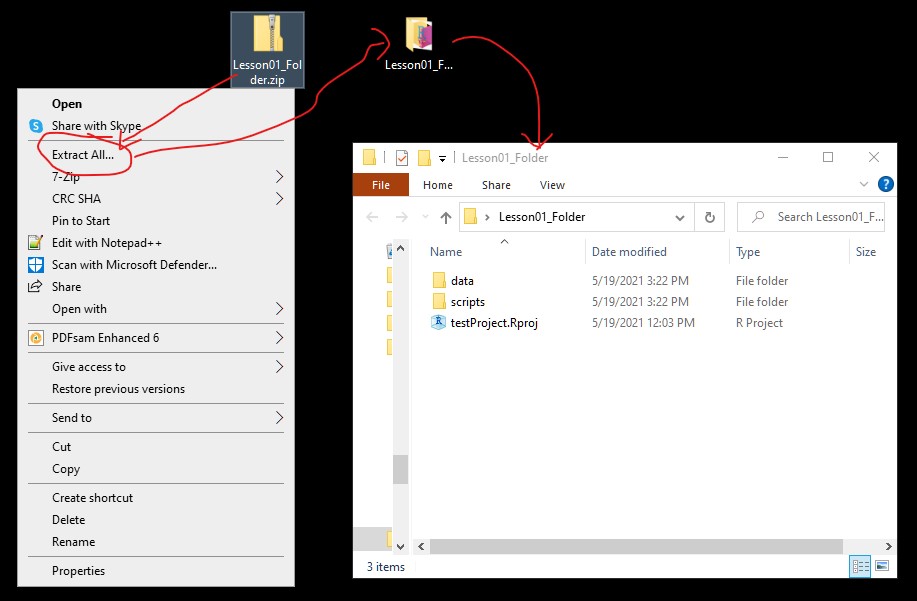 Lesson01_Fol
der.zip
Lesson01_F...
Open
Share with Skype
Extract All...
7-Zip
CRC SHA
Pin to Start
Edit with Notepad++
Scan with Microsoft Defender...
Share
Open with
PDFsam Enhanced 6
Give access to
Restore previous versions
Send to
Cut
Copy
Create shortcut
Delete
Rename
Properties
Lesson01_Folder
File Home Share View
Lesson01_Folder Search Lesson01_F...
Name Date modified Type Size
data 5/19/2021 3:22 PM File folder
scripts 5/19/2021 3:22 PM File folder
testProject.Rproj 5/19/2021 12:03 PM R Project
3 items